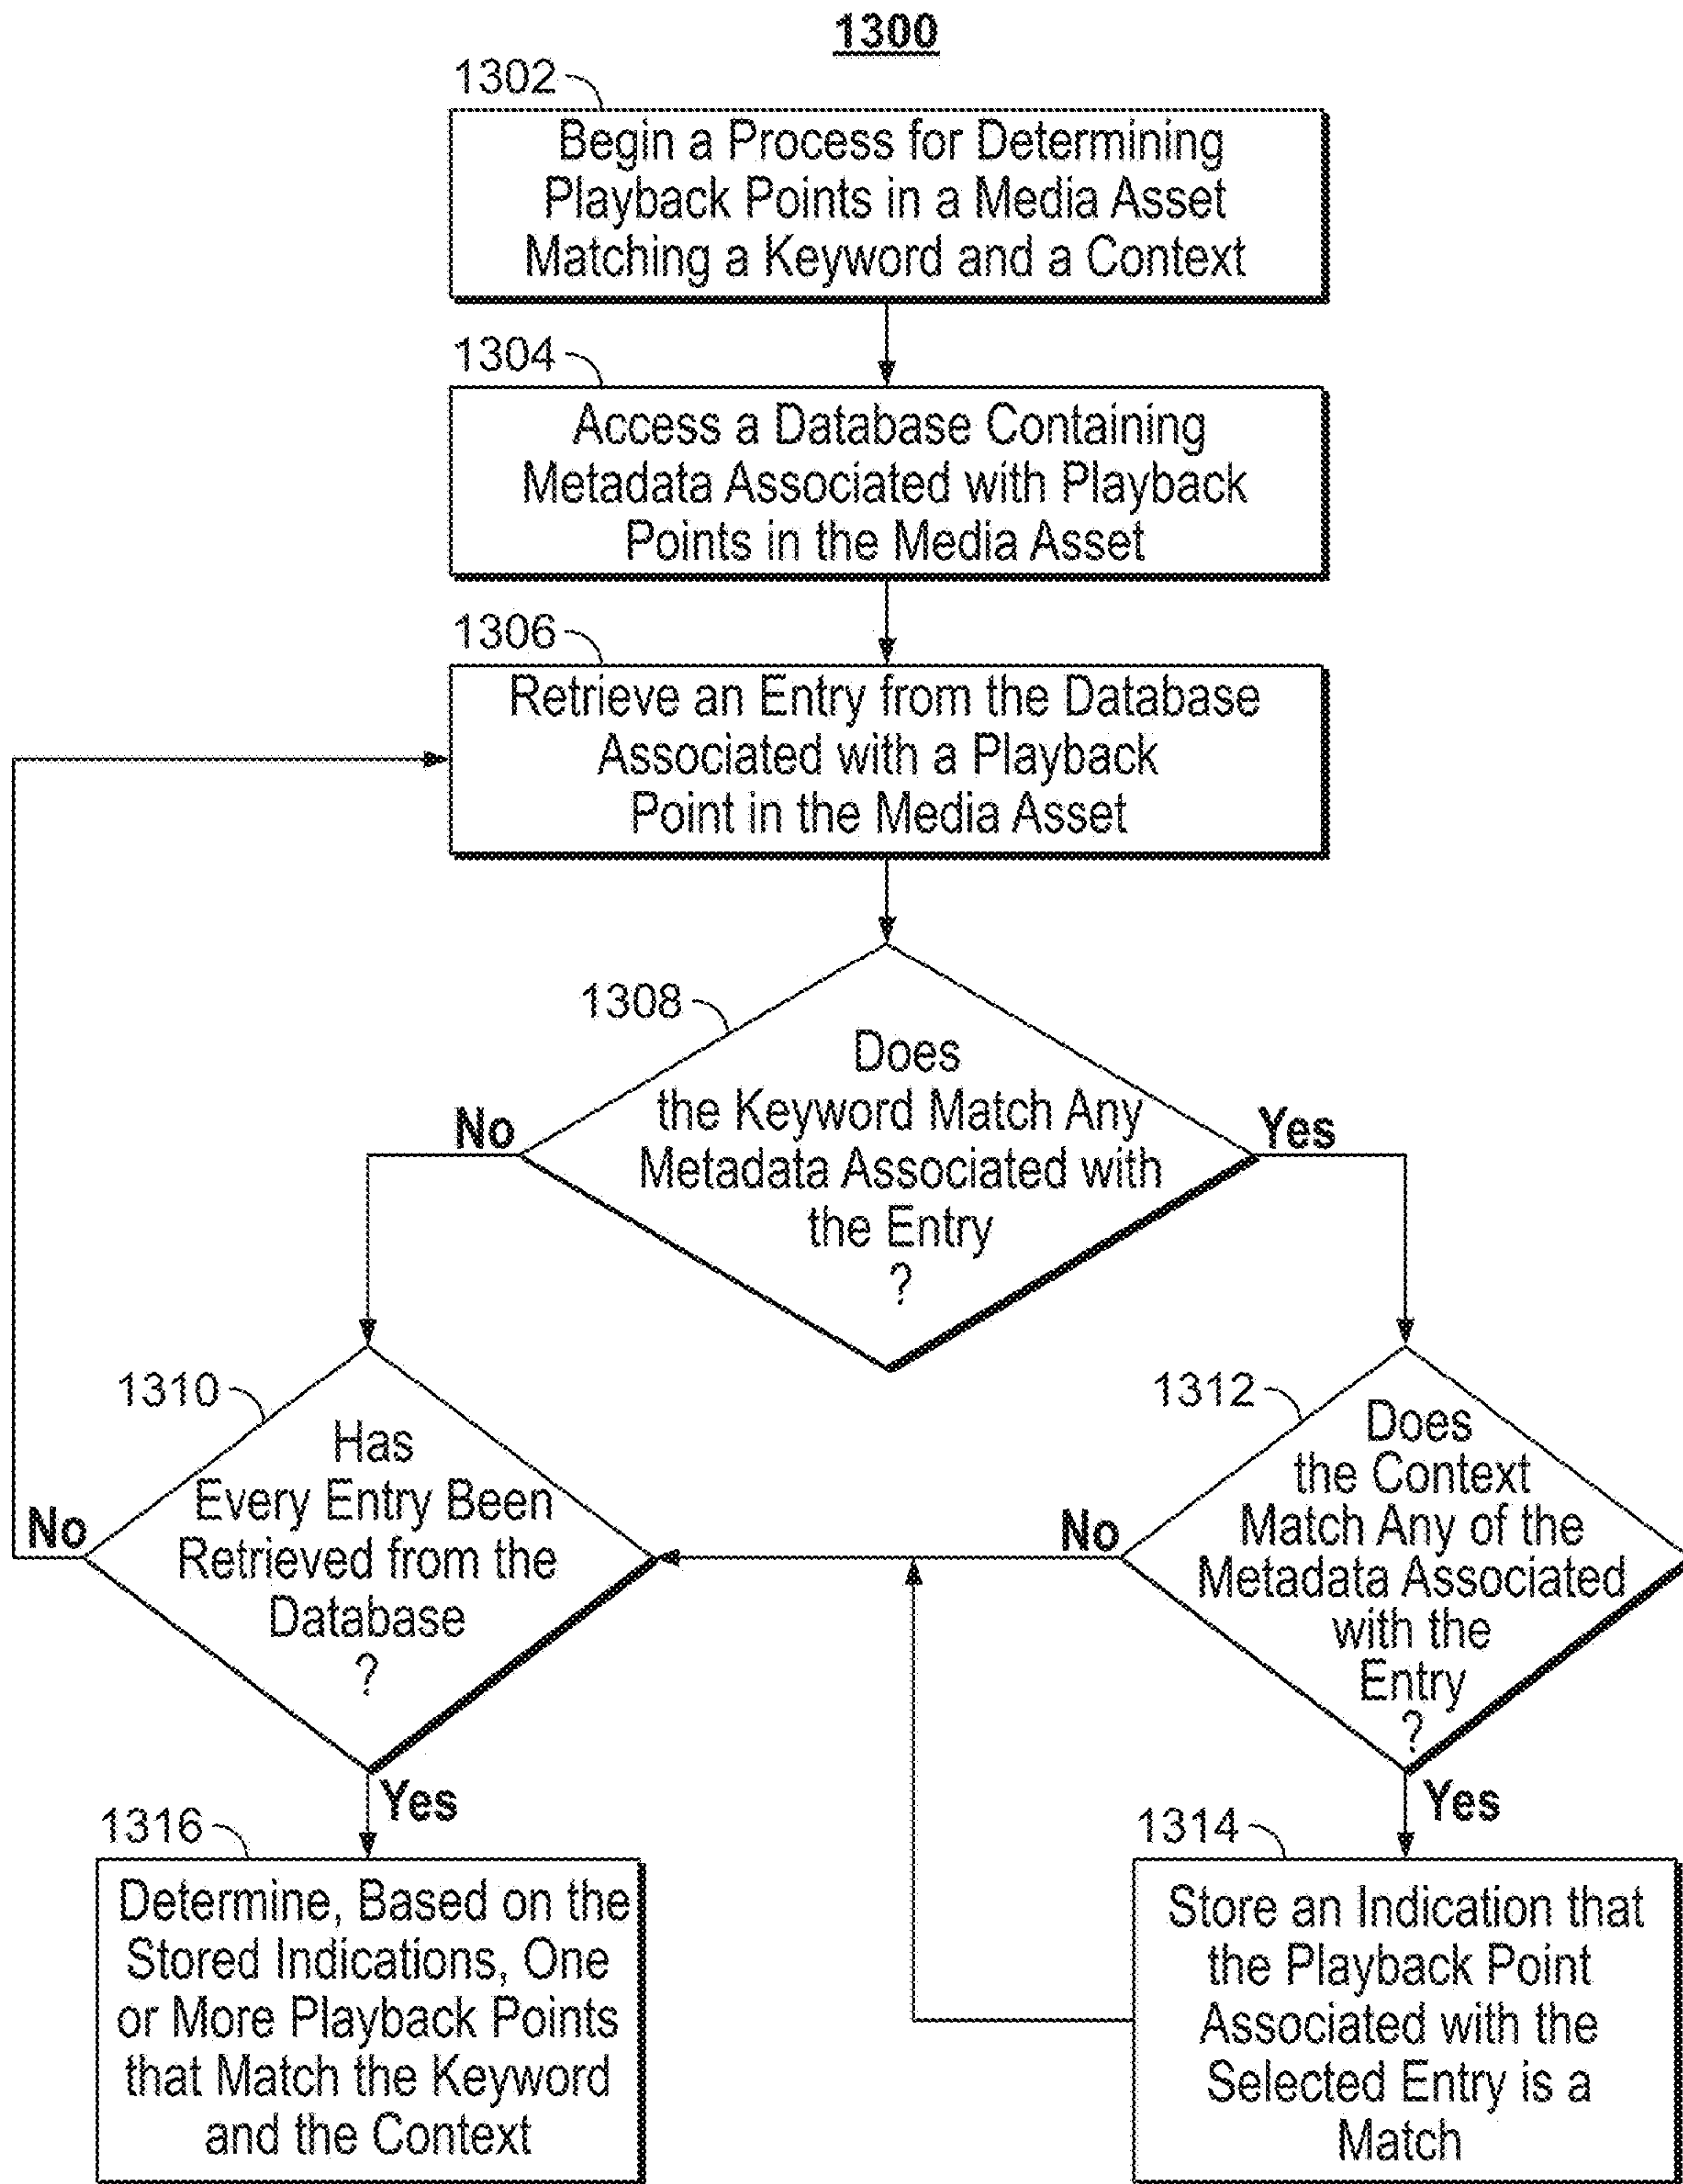 1300
1302
Begin a Process for Determining
Playback Points in a Media Asset
Matching a Keyword and a Context
1304
Access a Database Containing
Metadata Associated with Playback
Points in the Media Asset
1306
Retrieve an Entry from the Database
Associated with a Playback
Point in the Media Asset
1308
Does
the Keyword Match Any
Metadata Associated with
the Entry
?
No
Yes
1310
Has
Every Entry Been
Retrieved from the
Database
?
No
Yes
1312
Does
the Context
Match Any of the
Metadata Associated
with the
Entry
?
No
Yes
1316
Determine, Based on the
Stored Indications, One
or More Playback Points
that Match the Keyword
and the Context
1314
Store an Indication that
the Playback Point
Associated with the
Selected Entry is a
Match